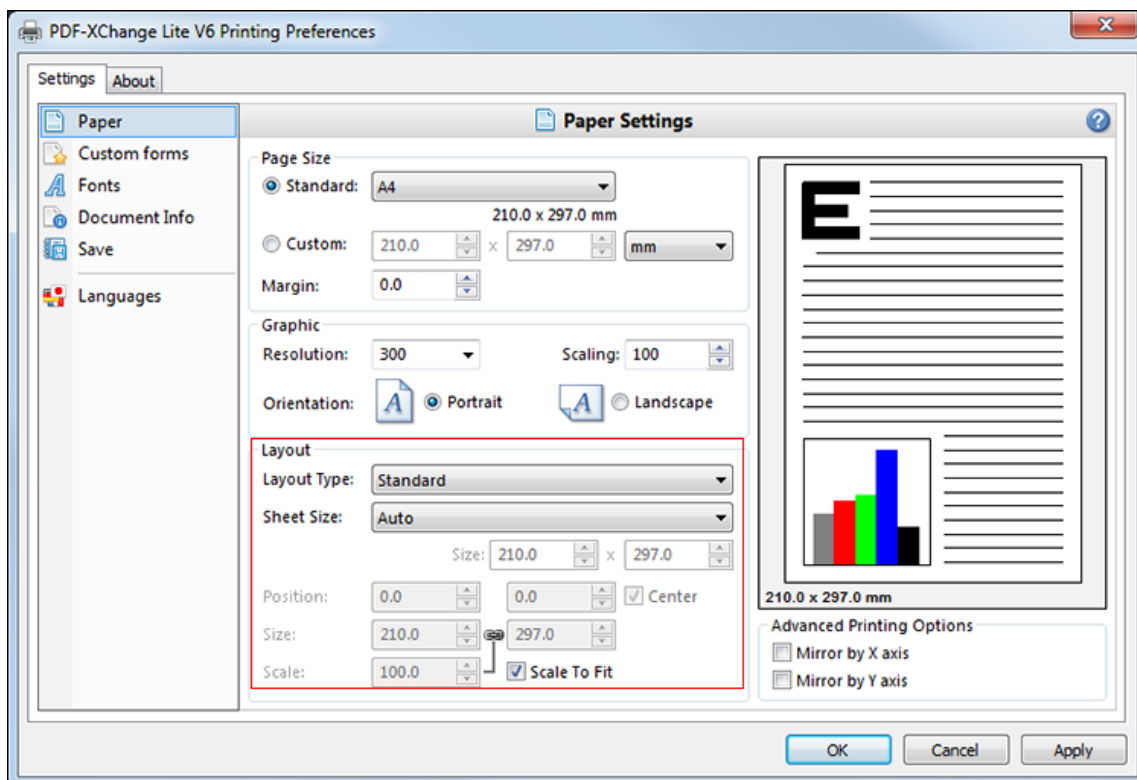 PDF-XChange Lite V6 Printing Preferences
Settings About
Paper
Custom forms
Fonts
Document Info
Save
Languages
Paper Settings
Page Size
Standard: A4
210.0 x 297.0 mm
Custom: 210.0 x 297.0 mm
Margin: 0.0
Graphic
Resolution: 300 Scaling: 100
Orientation: A Portrait A Landscape
Layout
Layout Type: Standard
Sheet Size: Auto
Size: 210.0 x 297.0
Position: 0.0 0.0 Center
Size: 210.0 297.0
Scale: 100.0 Scale To Fit
E
210.0 x 297.0 mm
Advanced Printing Options
Mirror by X axis
Mirror by Y axis
OK Cancel Apply